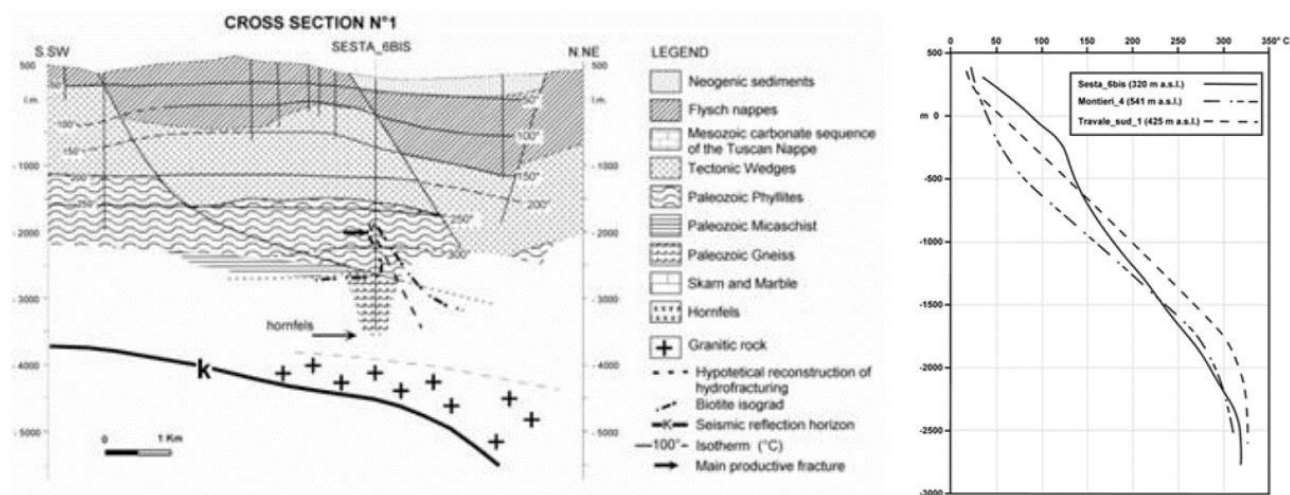 CROSS SECTION N°1
S.SW
SESTA_6BIS
N.NE
500
500
50°
50°
100°
100°
150°
150°
200°
250°
300°
-1000
-1000
-2000
-2000
-3000
-3000
-4000
-4000
-5000
-5000
hornfels
K
0 1 Km
LEGEND
Neogenic sediments
Flysch nappes
Mesozoic carbonate sequence
of the Tuscan Nappe
Tectonic Wedges
Paleozoic Phyllites
Paleozoic Micaschist
Paleozoic Gneiss
Skarn and Marble
Hornfels
Granitic rock
Hypotetical reconstruction of
hydrofracturing
Biotite isograd
K Seismic reflection horizon
100° Isotherm (°C)
Main productive fracture
0 50 100 150 200 250 300 350° C
500
m 0
-500
-1000
-1500
-2000
-2500
-3000
Sesta_6bis (320 m a.s.l.)
Montieri_4 (541 m a.s.l.)
Travale_sud_1 (425 m a.s.l.)